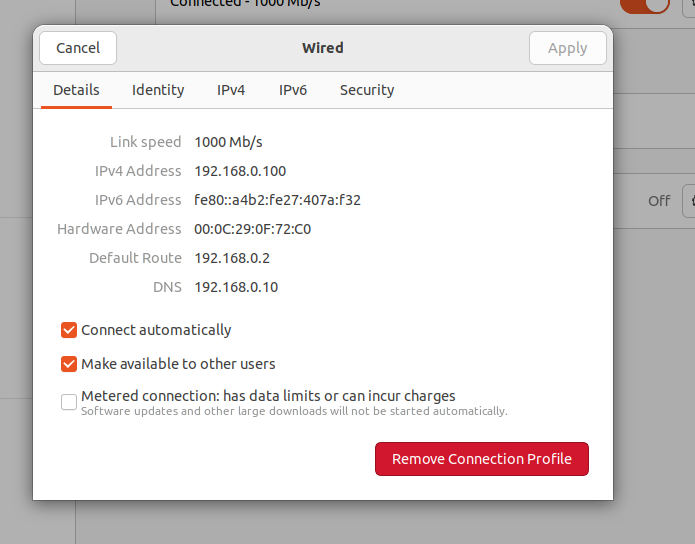 Connected - 1000 Mb/s
Cancel
Wired
Apply
Details
Identity
IPv4
IPv6
Security
Link speed 1000 Mb/s
IPv4 Address 192.168.0.100
IPv6 Address fe80::a4b2:fe27:407a:f32
Hardware Address 00:0C:29:0F:72:C0
Default Route 192.168.0.2
DNS 192.168.0.10
Off
Connect automatically
Make available to other users
Metered connection: has data limits or can incur charges
Software updates and other large downloads will not be started automatically.
Remove Connection Profile